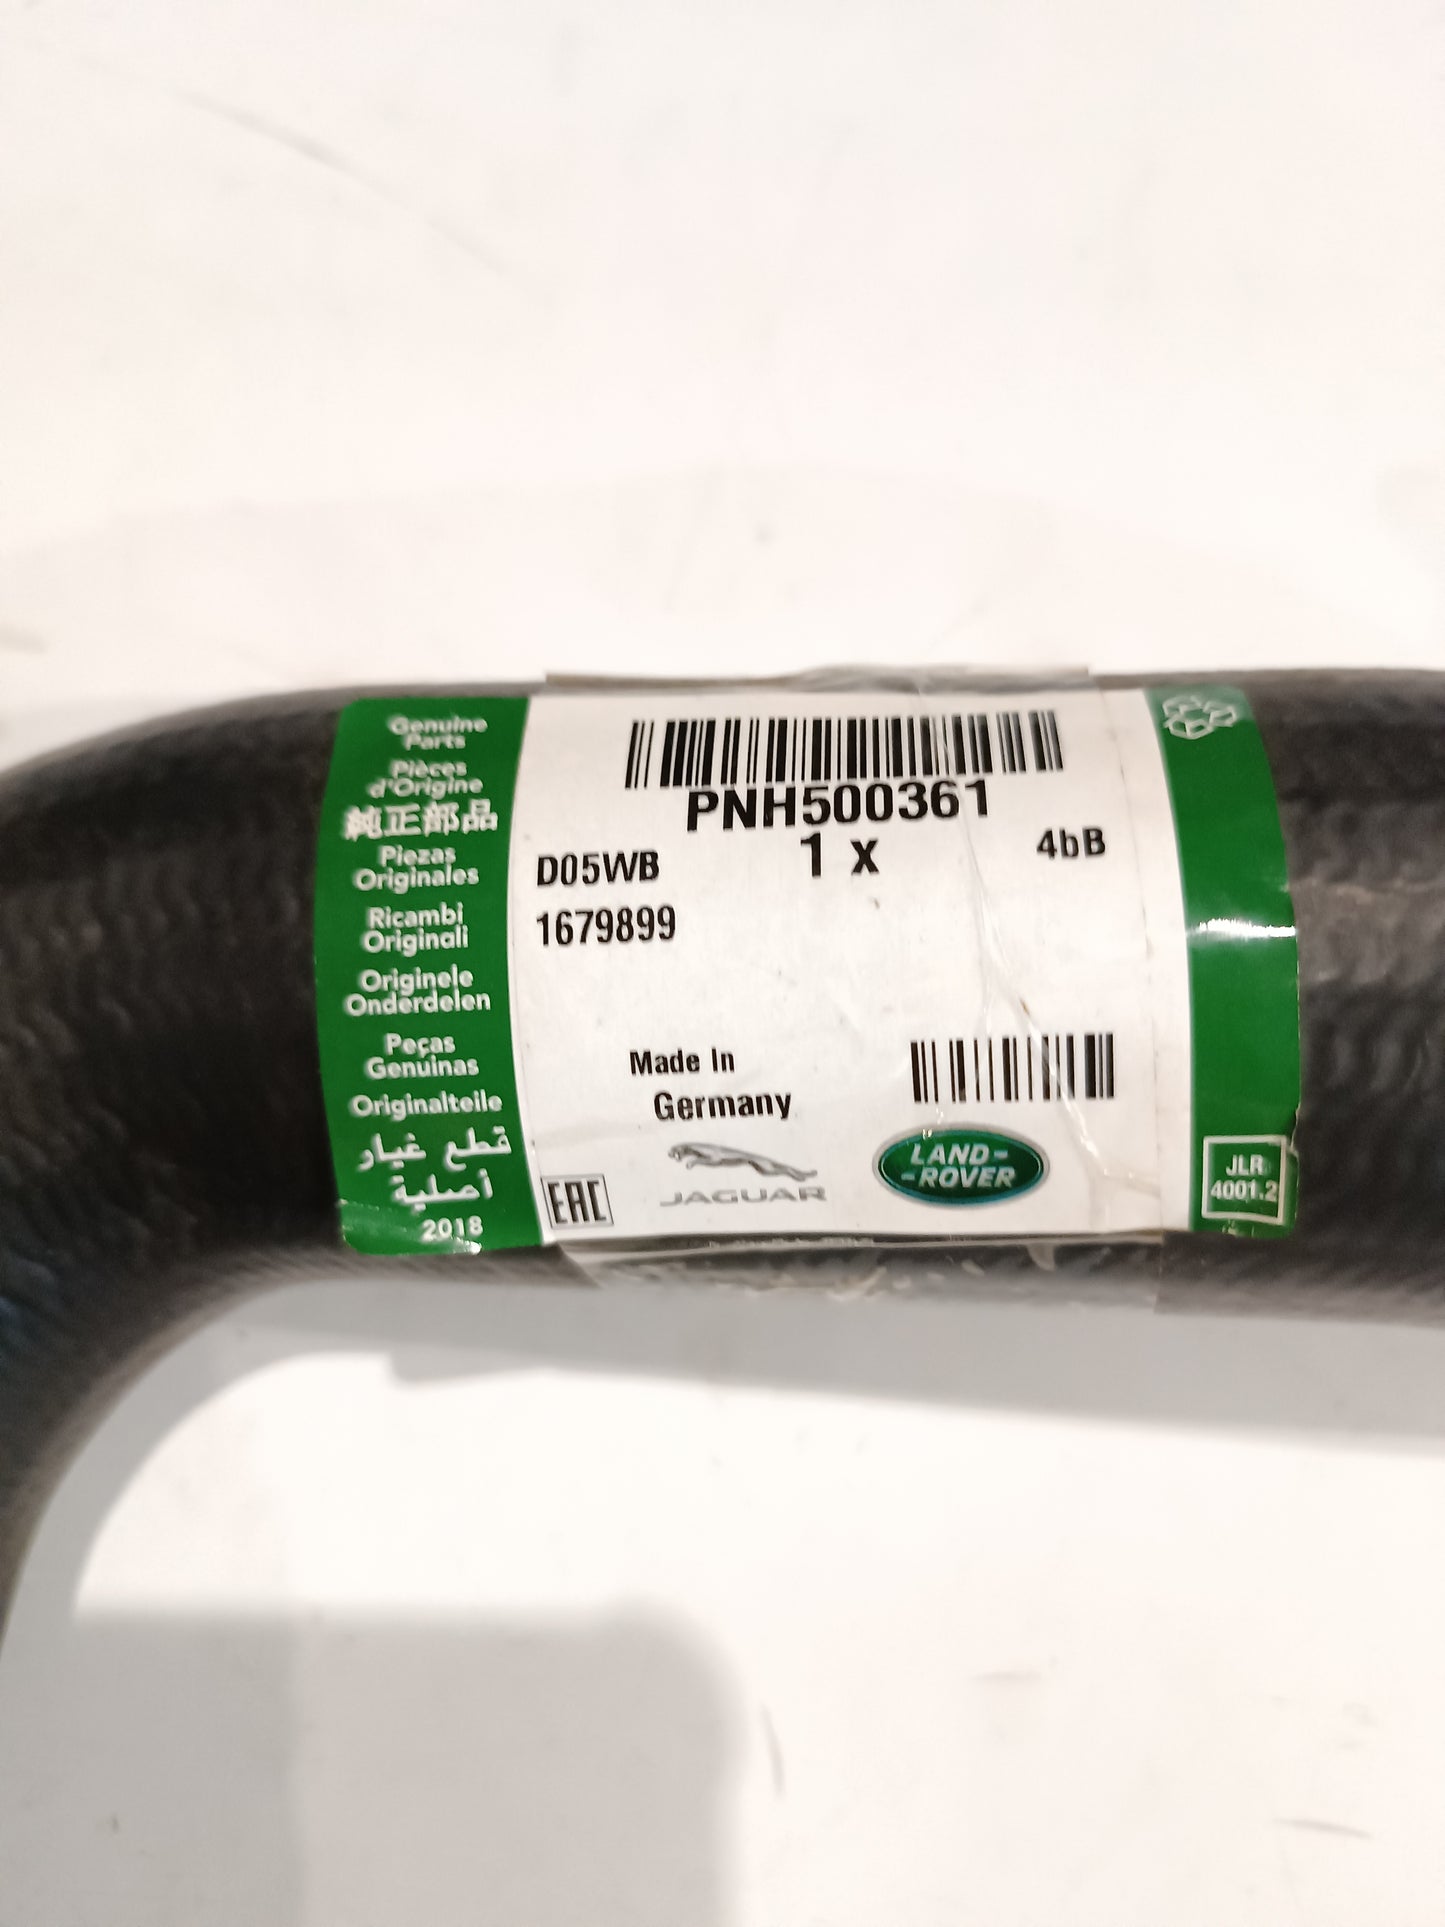 Genuine
Parts
Pièces
d'Origine
純正部品
Piezas
Originales
Ricambi
Originali
Originele
Onderdelen
Peças
Genuinas
Originalteile
قطع غيار
أصلية
2018
PNH500361
1 x
4bB
D05WB
1679899
Made In
Germany
EAC
JAGUAR
LAND-
-ROVER
JLR
4001.2